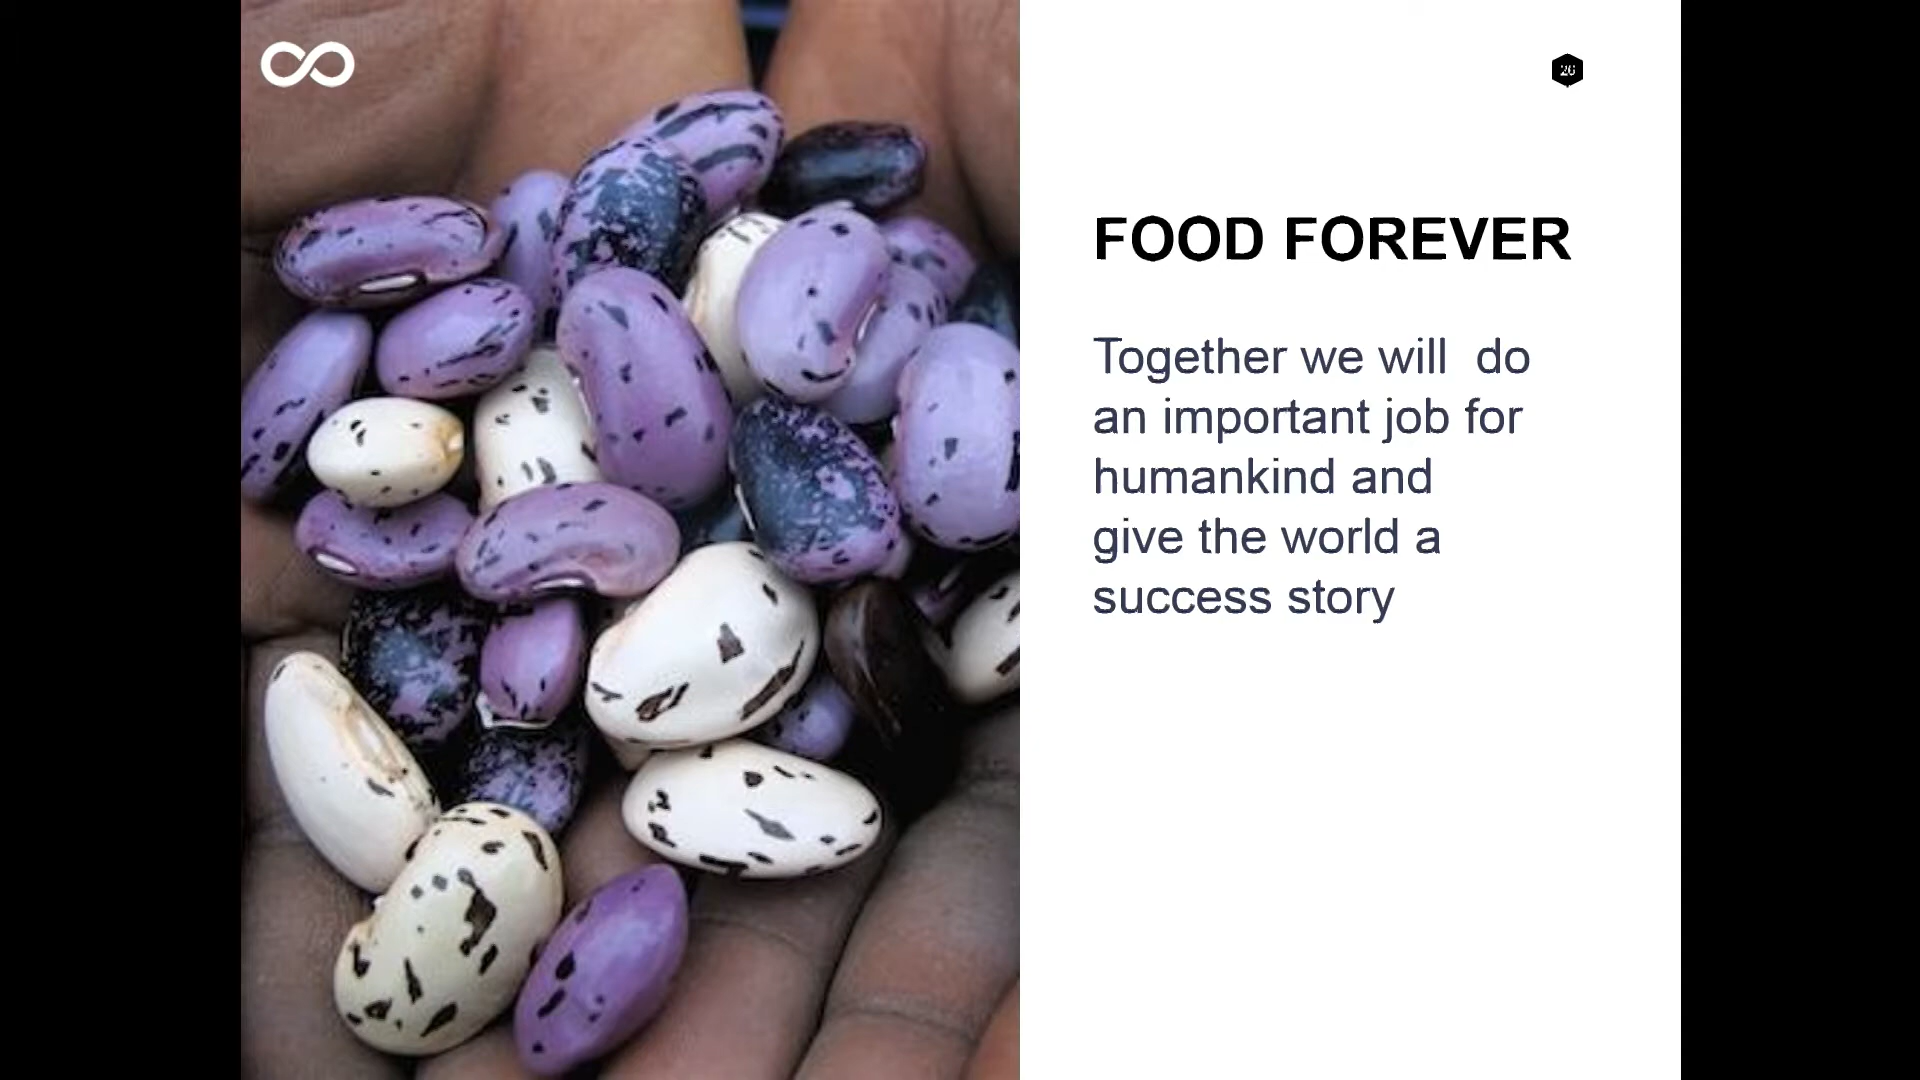 26
FOOD FOREVER
Together we will  do
an important job for
humankind and
give the world a
success story